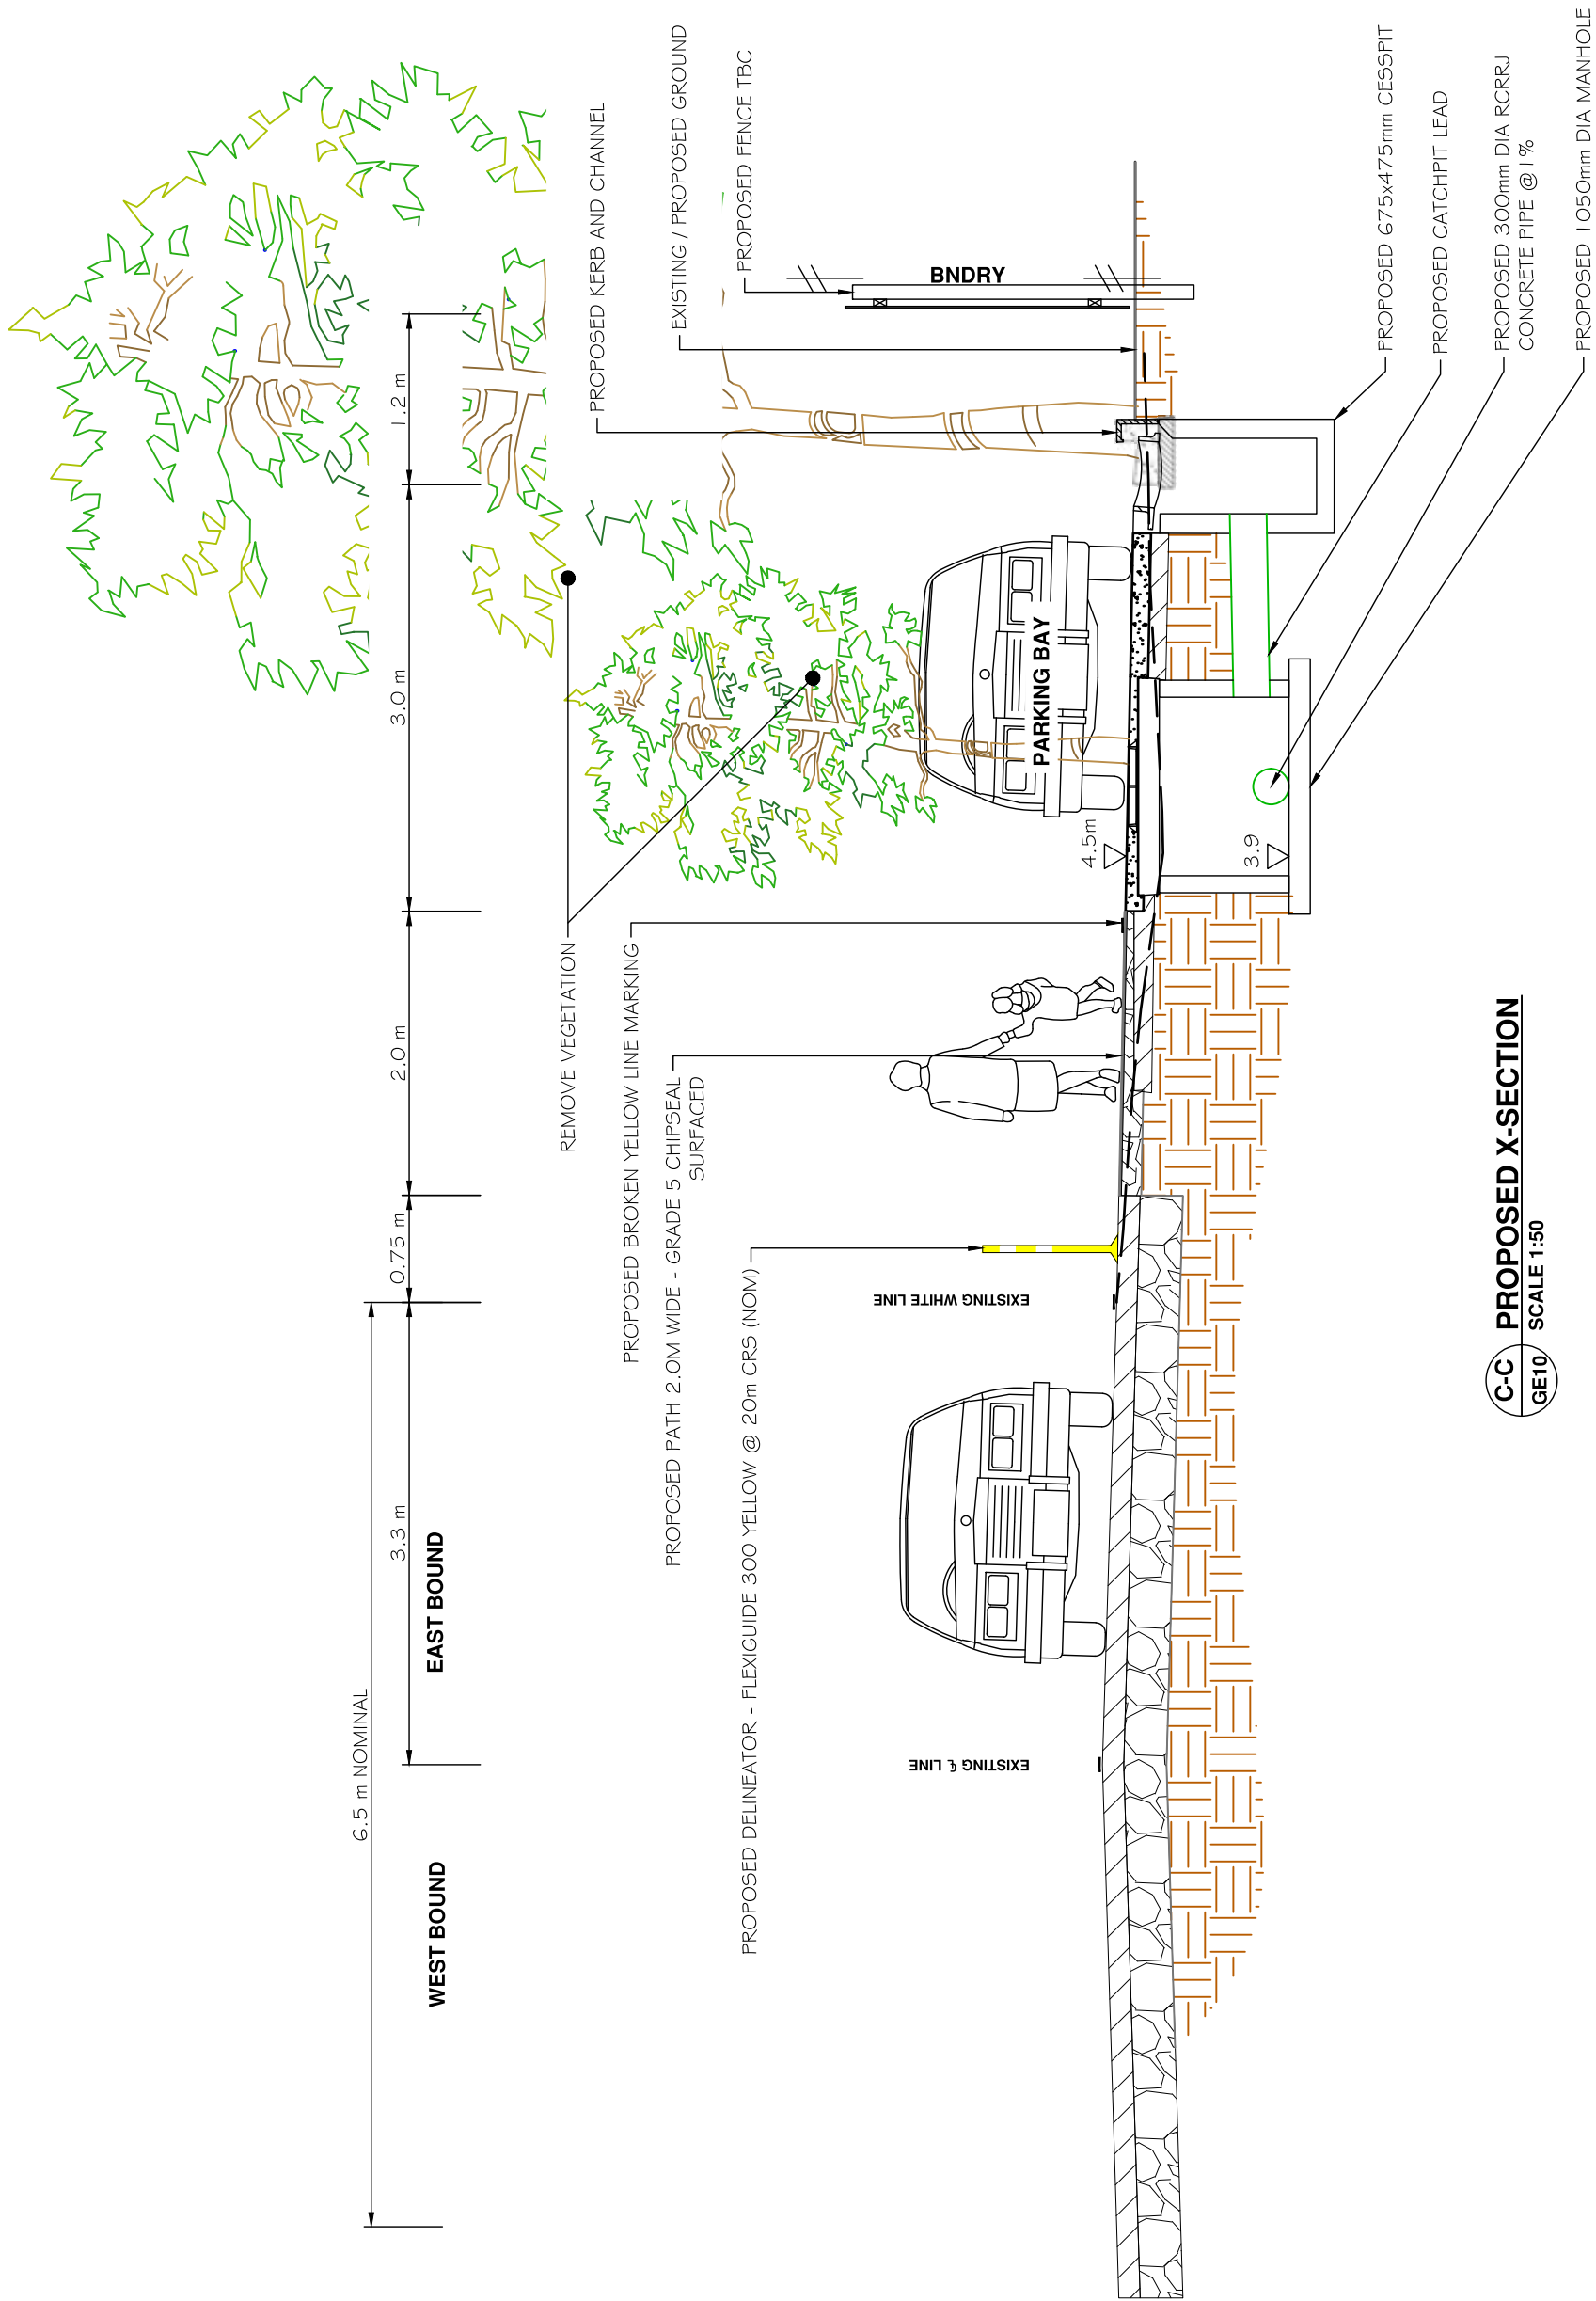 6.5 m NOMINAL
3.3 m
0.75 m
2.0 m
3.0 m
1.2 m
WEST BOUND
EAST BOUND
REMOVE VEGETATION
PROPOSED KERB AND CHANNEL
PROPOSED BROKEN YELLOW LINE MARKING
EXISTING / PROPOSED GROUND
PROPOSED PATH 2.0M WIDE - GRADE 5 CHIPSEAL
SURFACED
PROPOSED FENCE TBC
PROPOSED DELINEATOR - FLEXIGUIDE 300 YELLOW @ 20m CRS (NOM)
EXISTING ℄ LINE
EXISTING WHITE LINE
BNDRY
PARKING BAY
4.5m
3.9
PROPOSED 675x475mm CESSPIT
PROPOSED CATCHPIT LEAD
PROPOSED 300mm DIA RCRRJ
CONCRETE PIPE @1%
PROPOSED 1050mm DIA MANHOLE
C-C PROPOSED X-SECTION
GE10 SCALE 1:50